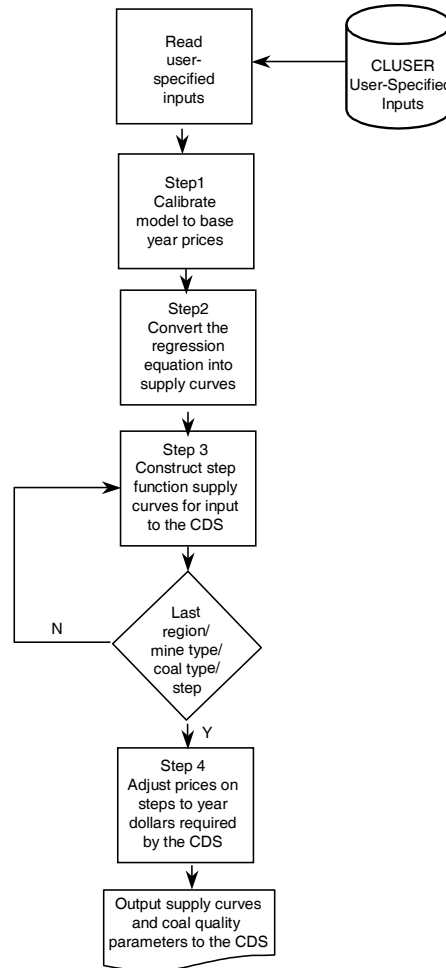 Read
user-
specified
inputs
CLUSER
User-Specified
Inputs
Step1
Calibrate
model to base
year prices
Step2
Convert the
regression
equation into
supply curves
Step 3
Construct step
function supply
curves for input
to the CDS
Last
region/
mine type/
coal type/
step
N
Y
Step 4
Adjust prices on
steps to year
dollars required
by the CDS
Output supply curves
and coal quality
parameters to the CDS